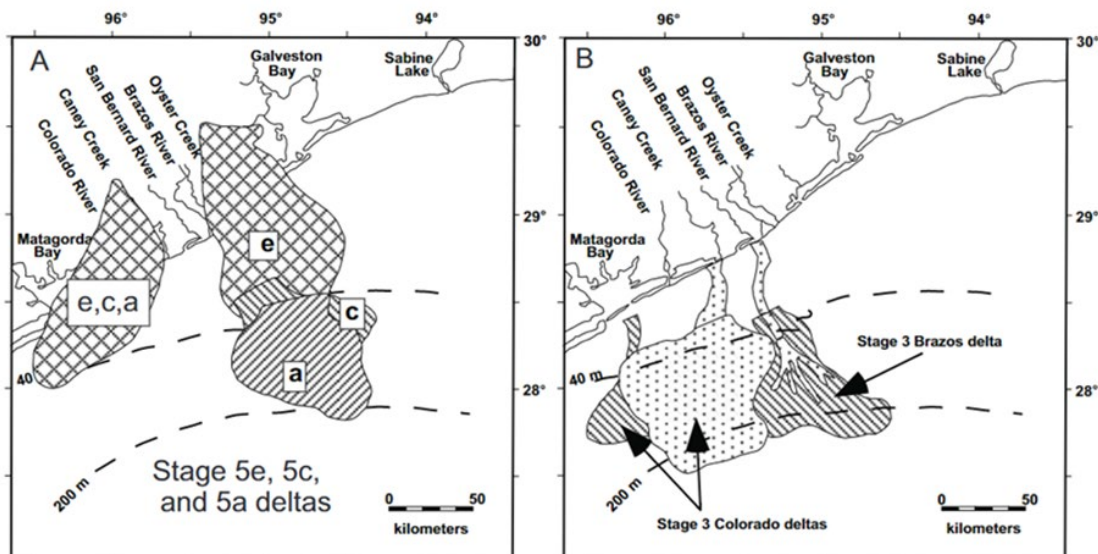 96°
95°
94°
A
Galveston
Bay
Sabine
Lake
Oyster Creek
Brazos River
San Bernard River
Caney Creek
Colorado River
Matagorda
Bay
e
e,c,a
c
a
40
200 m
Stage 5e, 5c,
and 5a deltas
0 50
kilometers
30°
29°
28°
96°
95°
94°
B
Galveston
Bay
Sabine
Lake
Oyster Creek
Brazos River
San Bernard River
Caney Creek
Colorado River
Matagorda
Bay
Stage 3 Brazos delta
40 m
200 m
Stage 3 Colorado deltas
0 50
kilometers
30°
29°
28°